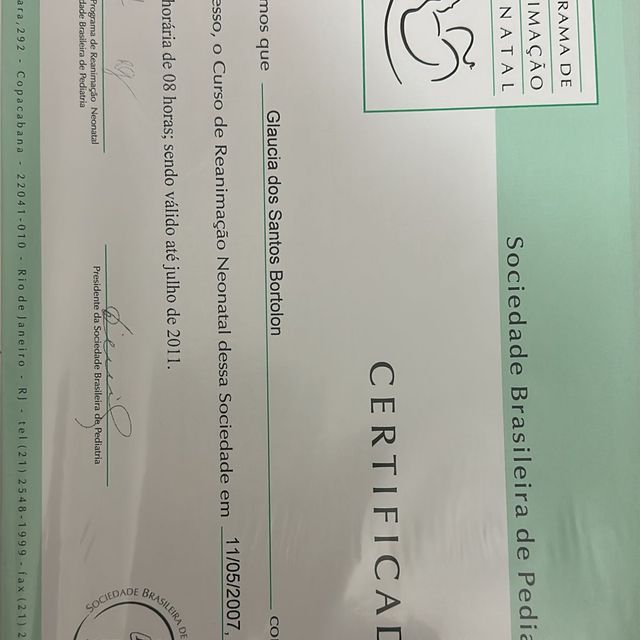 RAMA DE
IMAÇÃO
NATAL
Sociedade Brasileira de Pedia
CERTIFICAD
mos que Glaucia dos Santos Bortolon co
esso, o Curso de Reanimação Neonatal dessa Sociedade em 11/05/2007,
horária de 08 horas; sendo válido até julho de 2011.
Programa de Reanimação Neonatal
dade Brasileira de Pediatria
Presidente da Sociedade Brasileira de Pediatria
SOCIEDADE BRASILEIRA DE
ara, 292 - Copacabana - 22041-010 - Rio de Janeiro - RJ - tel (21) 2548-1999 - fax (21) 2